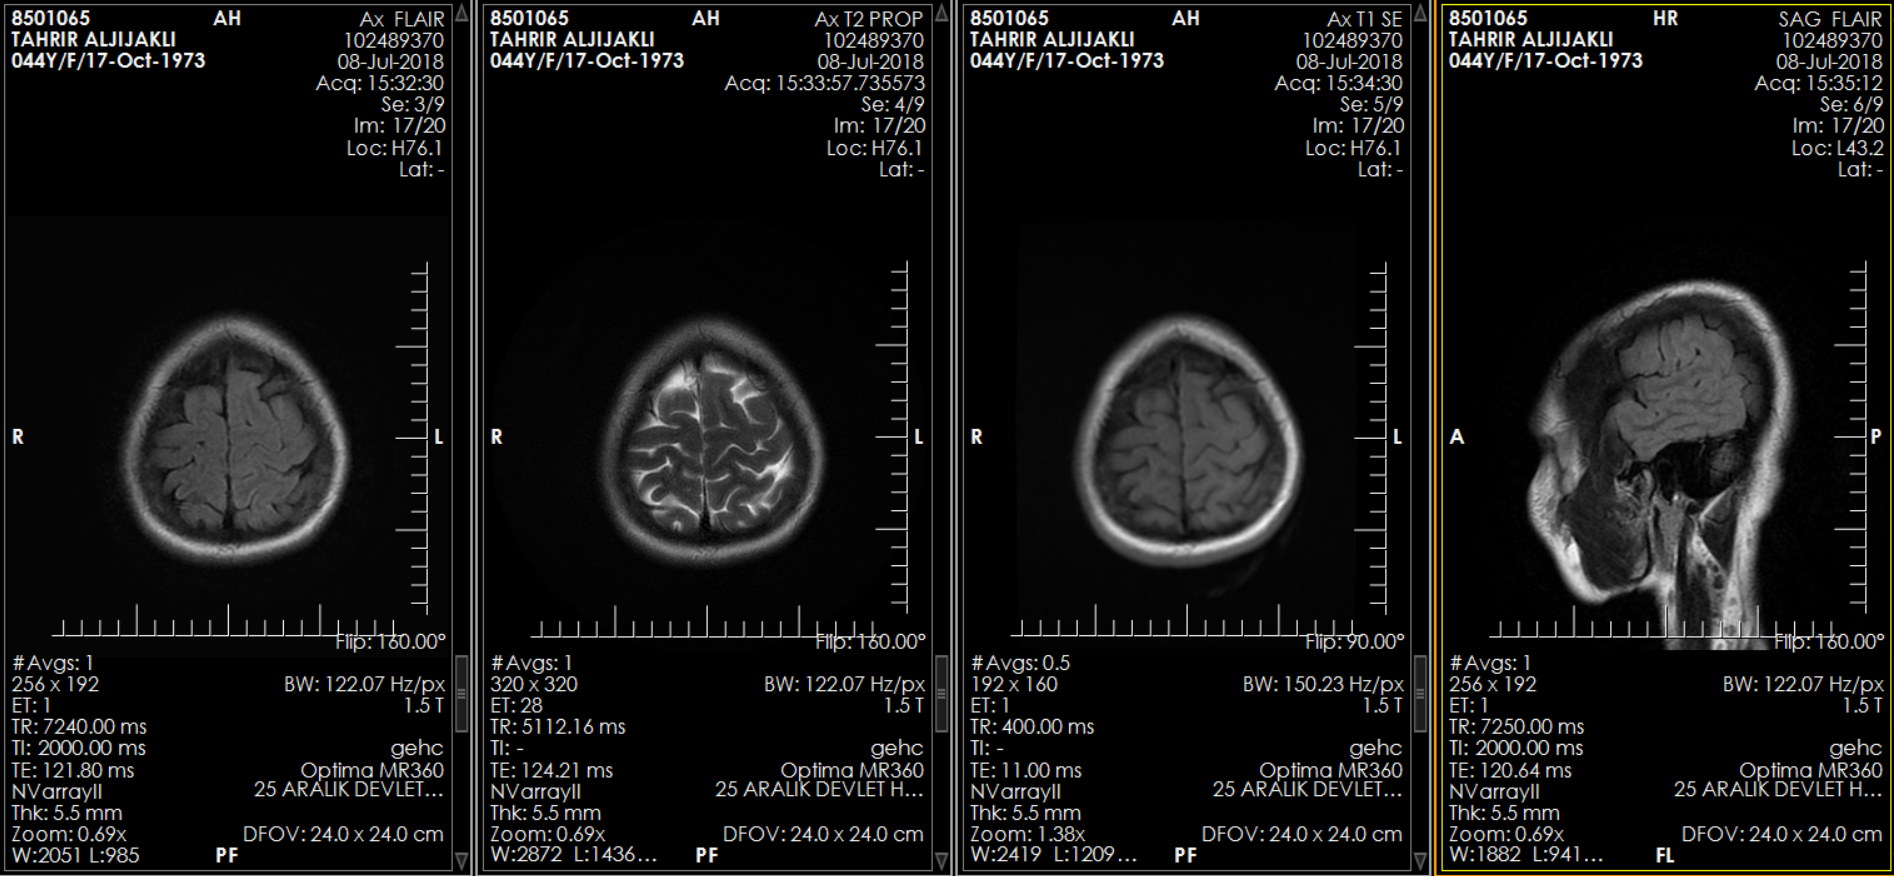 8501065 AH Ax FLAIR
TAHRIR ALJIJAKLI 102489370
044Y/F/17-Oct-1973 08-Jul-2018
Acq: 15:32:30
Se: 3/9
Im: 17/20
Loc: H76.1
Lat: -
R L
Flip: 160.00°
#Avgs: 1
256 x 192 BW: 122.07 Hz/px
ET: 1 1.5 T
TR: 7240.00 ms
TI: 2000.00 ms gehc
TE: 121.80 ms Optima MR360
NVarrayII 25 ARALIK DEVLET...
Thk: 5.5 mm
Zoom: 0.69x DFOV: 24.0 x 24.0 cm
W:2051 L:985 PF
8501065 AH Ax T2 PROP
TAHRIR ALJIJAKLI 102489370
044Y/F/17-Oct-1973 08-Jul-2018
Acq: 15:33:57.735573
Se: 4/9
Im: 17/20
Loc: H76.1
Lat: -
R L
Flip: 160.00°
#Avgs: 1
320 x 320 BW: 122.07 Hz/px
ET: 28 1.5 T
TR: 5112.16 ms
TI: - gehc
TE: 124.21 ms Optima MR360
NVarrayII 25 ARALIK DEVLET H...
Thk: 5.5 mm
Zoom: 0.69x DFOV: 24.0 x 24.0 cm
W:2872 L:1436... PF
8501065 AH Ax T1 SE
TAHRIR ALJIJAKLI 102489370
044Y/F/17-Oct-1973 08-Jul-2018
Acq: 15:34:30
Se: 5/9
Im: 17/20
Loc: H76.1
Lat: -
R L
Flip: 90.00°
#Avgs: 0.5
192 x 160 BW: 150.23 Hz/px
ET: 1 1.5 T
TR: 400.00 ms
TI: - gehc
TE: 11.00 ms Optima MR360
NVarrayII 25 ARALIK DEVLET...
Thk: 5.5 mm
Zoom: 1.38x DFOV: 24.0 x 24.0 cm
W:2419 L:1209... PF
8501065 HR SAG FLAIR
TAHRIR ALJIJAKLI 102489370
044Y/F/17-Oct-1973 08-Jul-2018
Acq: 15:35:12
Se: 6/9
Im: 17/20
Loc: L43.2
Lat: -
A P
Flip: 160.00°
#Avgs: 1
256 x 192 BW: 122.07 Hz/px
ET: 1 1.5 T
TR: 7250.00 ms
TI: 2000.00 ms gehc
TE: 120.64 ms Optima MR360
NVarrayII 25 ARALIK DEVLET H...
Thk: 5.5 mm
Zoom: 0.69x DFOV: 24.0 x 24.0 cm
W:1882 L:941... FL